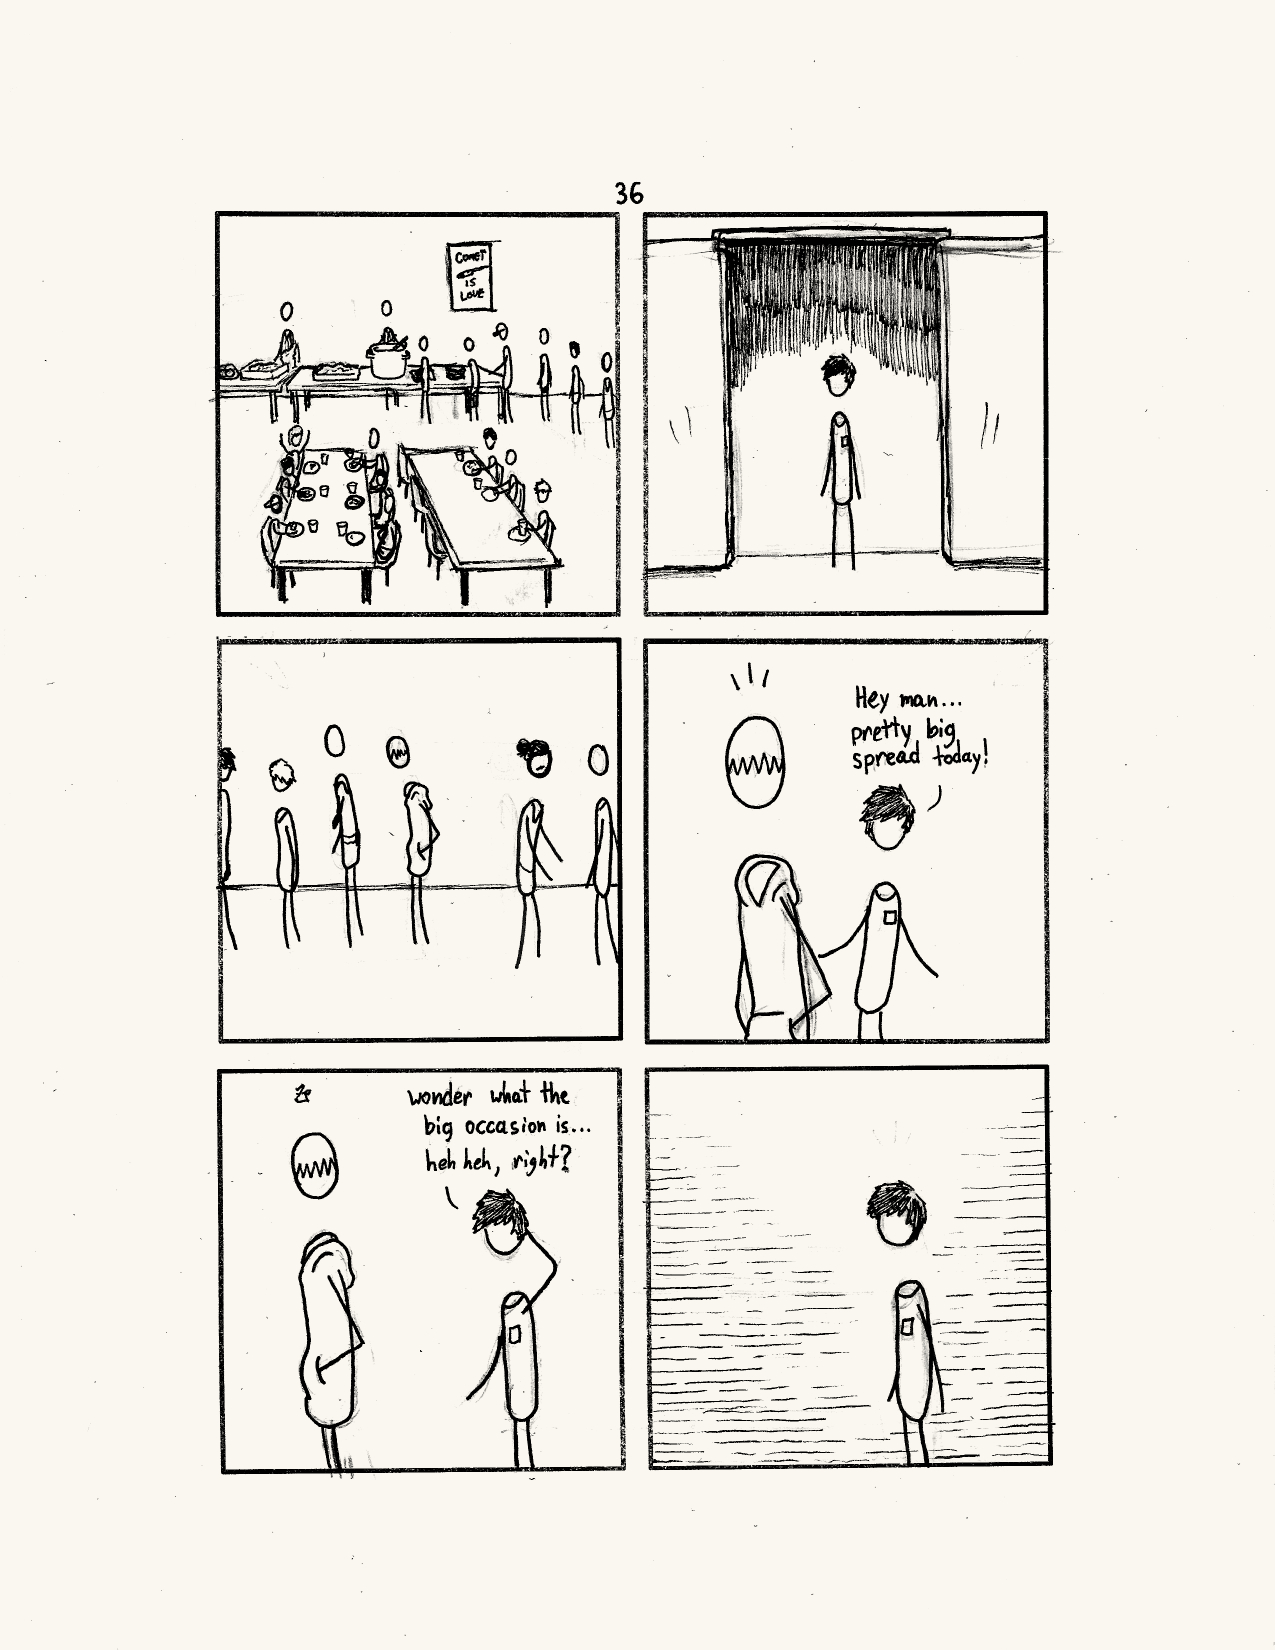 36
Comet
is
Love
Hey man...
pretty big
spread today!
wonder what the
big occasion is...
heh heh, right?